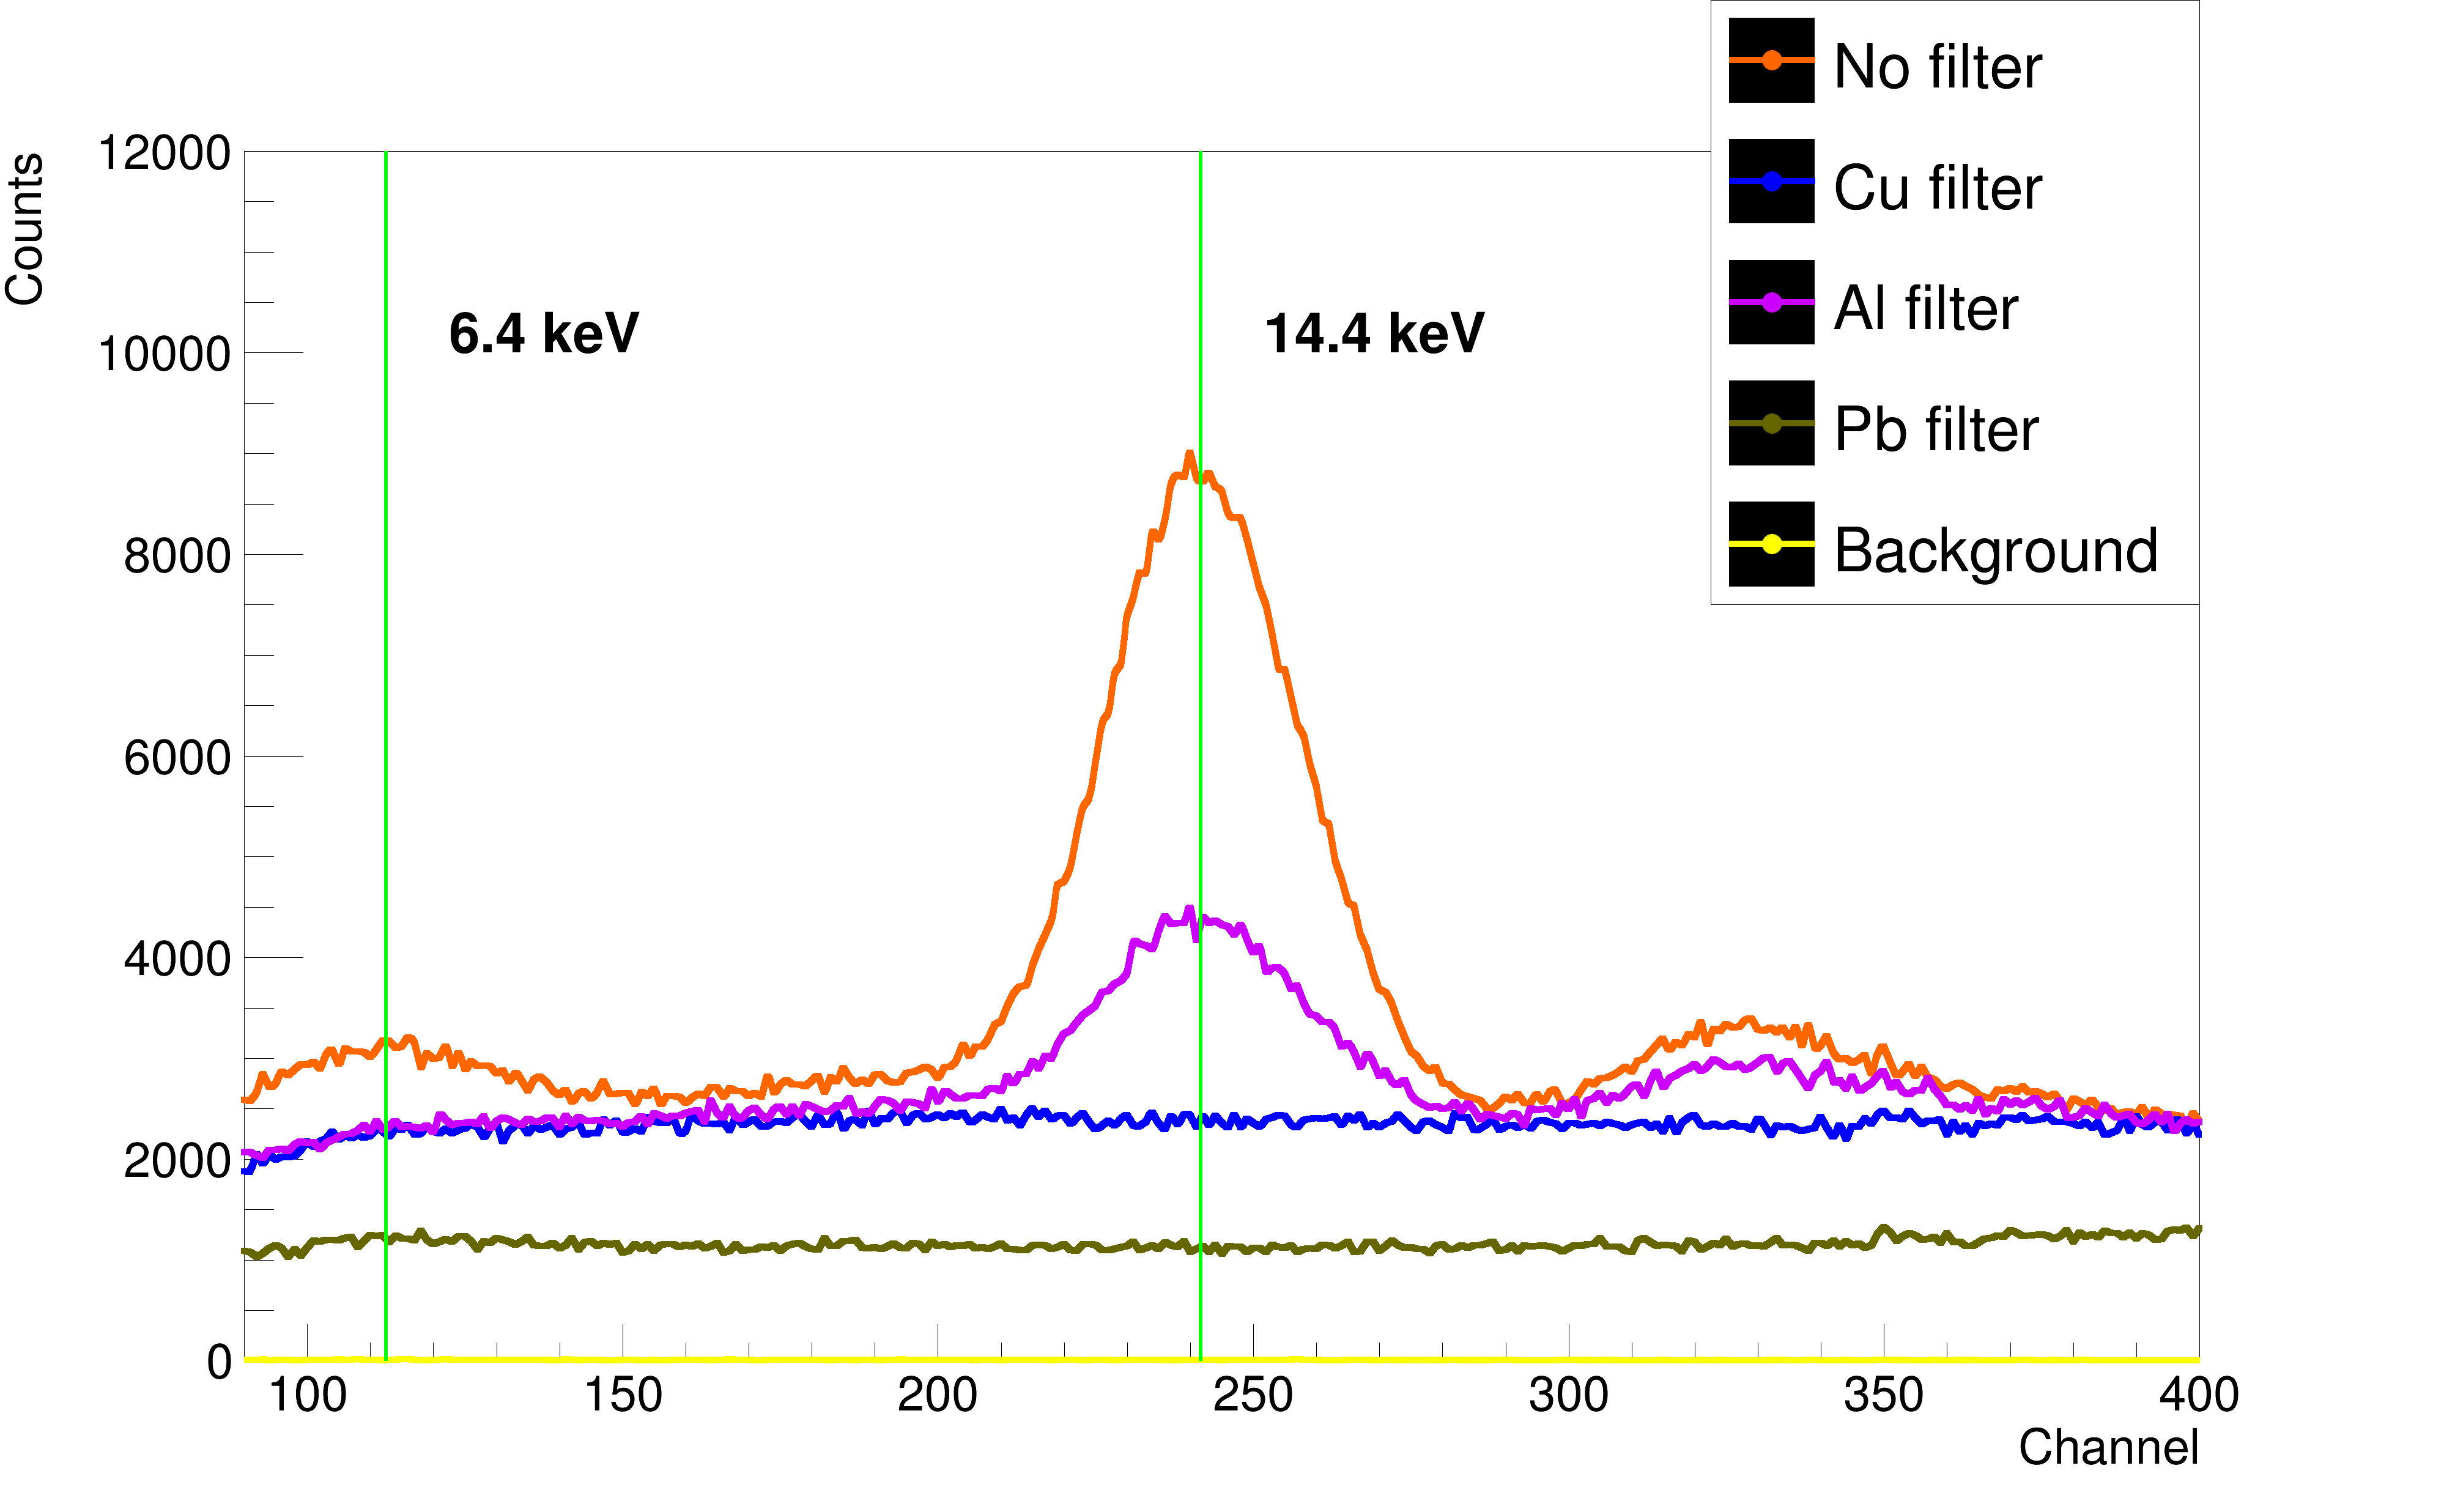 No filter
Cu filter
Al filter
Pb filter
Background
Counts
12000
10000
8000
6000
4000
2000
0
6.4 keV
14.4 keV
100 150 200 250 300 350 400
Channel